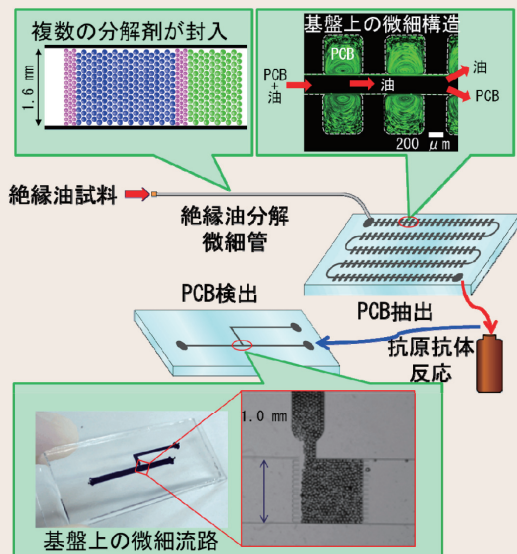 複数の分解剤が封入
1.6 mm
基盤上の微細構造
PCB
PCB
+
油
油
油
PCB
200 μm
絶縁油試料
絶縁油分解
微細管
PCB検出
PCB抽出
抗原抗体
反応
1.0 mm
基盤上の微細流路